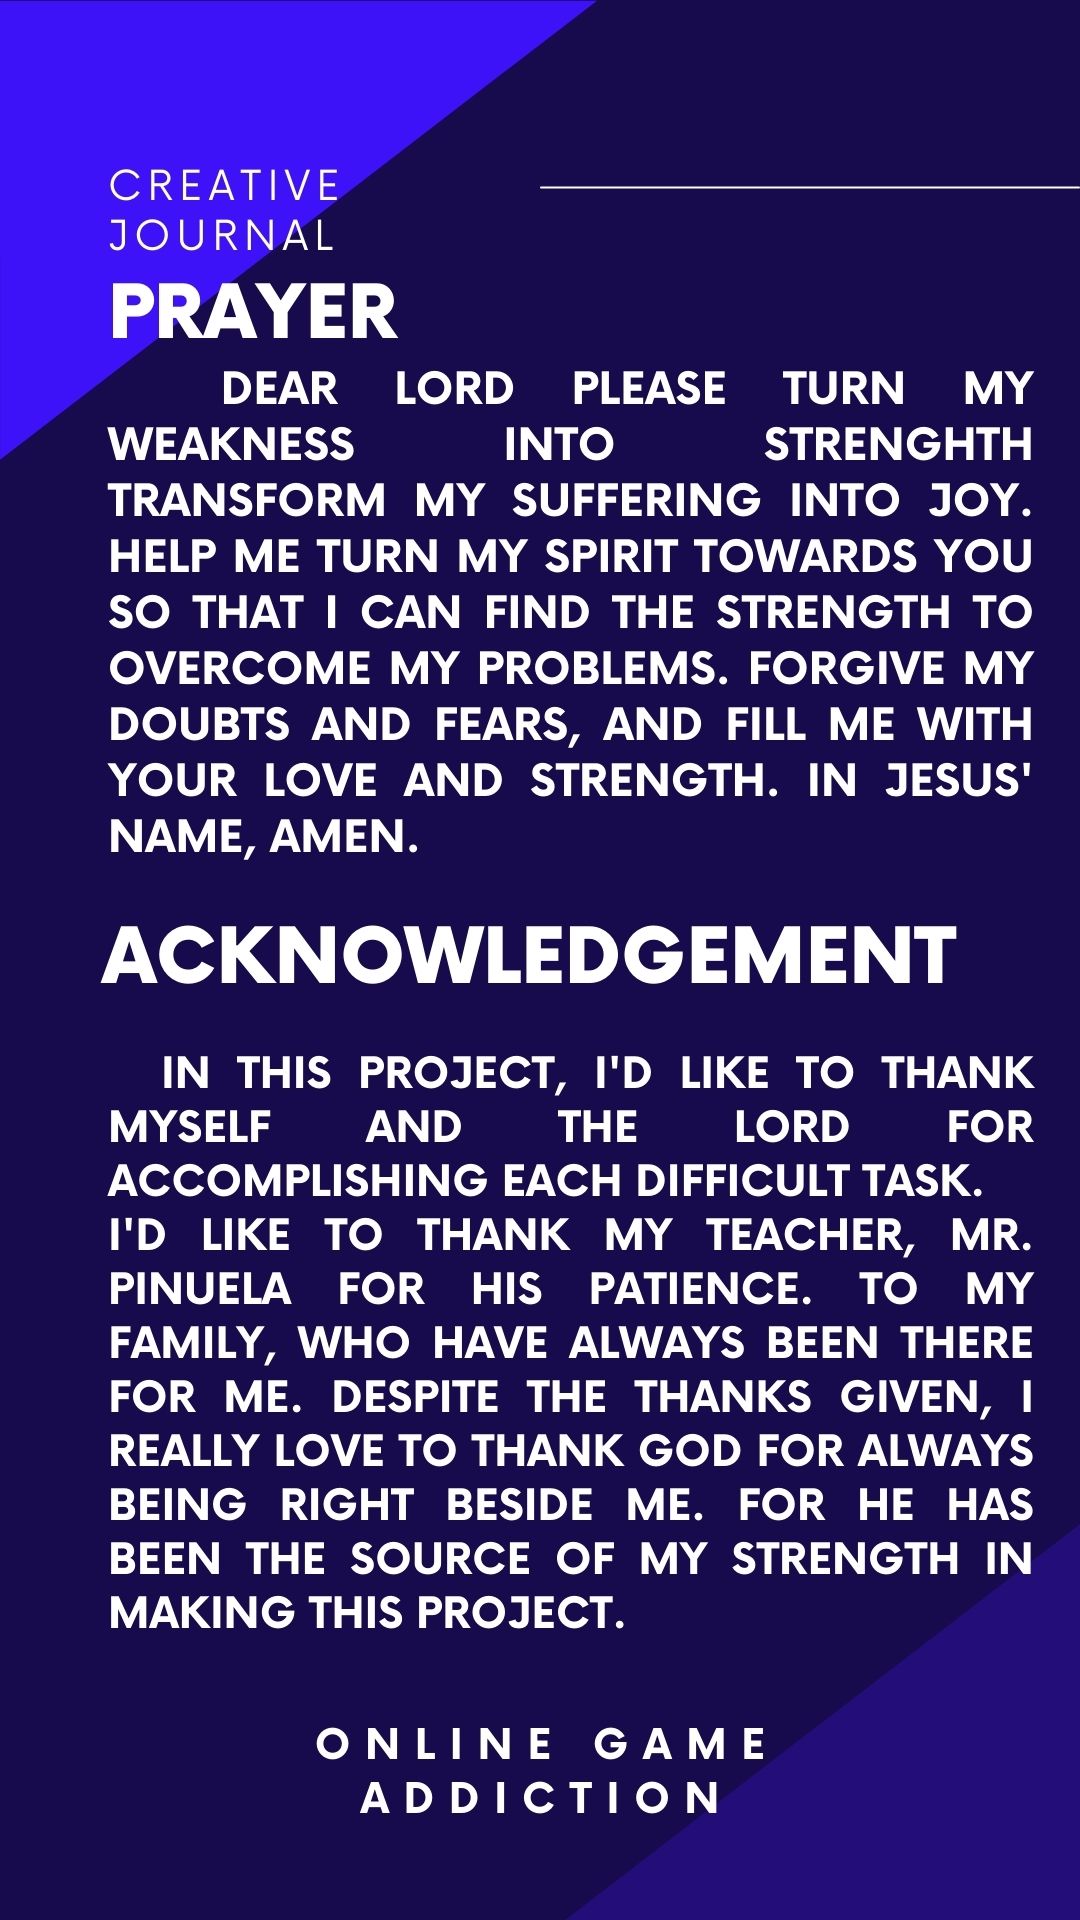 CREATIVE
JOURNAL
PRAYER
DEAR LORD PLEASE TURN MY
WEAKNESS INTO STRENGHTH
TRANSFORM MY SUFFERING INTO JOY.
HELP ME TURN MY SPIRIT TOWARDS YOU
SO THAT I CAN FIND THE STRENGTH TO
OVERCOME MY PROBLEMS. FORGIVE MY
DOUBTS AND FEARS, AND FILL ME WITH
YOUR LOVE AND STRENGTH. IN JESUS'
NAME, AMEN.
ACKNOWLEDGEMENT
IN THIS PROJECT, I'D LIKE TO THANK
MYSELF AND THE LORD FOR
ACCOMPLISHING EACH DIFFICULT TASK.
I'D LIKE TO THANK MY TEACHER, MR.
PINUELA FOR HIS PATIENCE. TO MY
FAMILY, WHO HAVE ALWAYS BEEN THERE
FOR ME. DESPITE THE THANKS GIVEN, I
REALLY LOVE TO THANK GOD FOR ALWAYS
BEING RIGHT BESIDE ME. FOR HE HAS
BEEN THE SOURCE OF MY STRENGTH IN
MAKING THIS PROJECT.
ONLINE GAME
ADDICTION